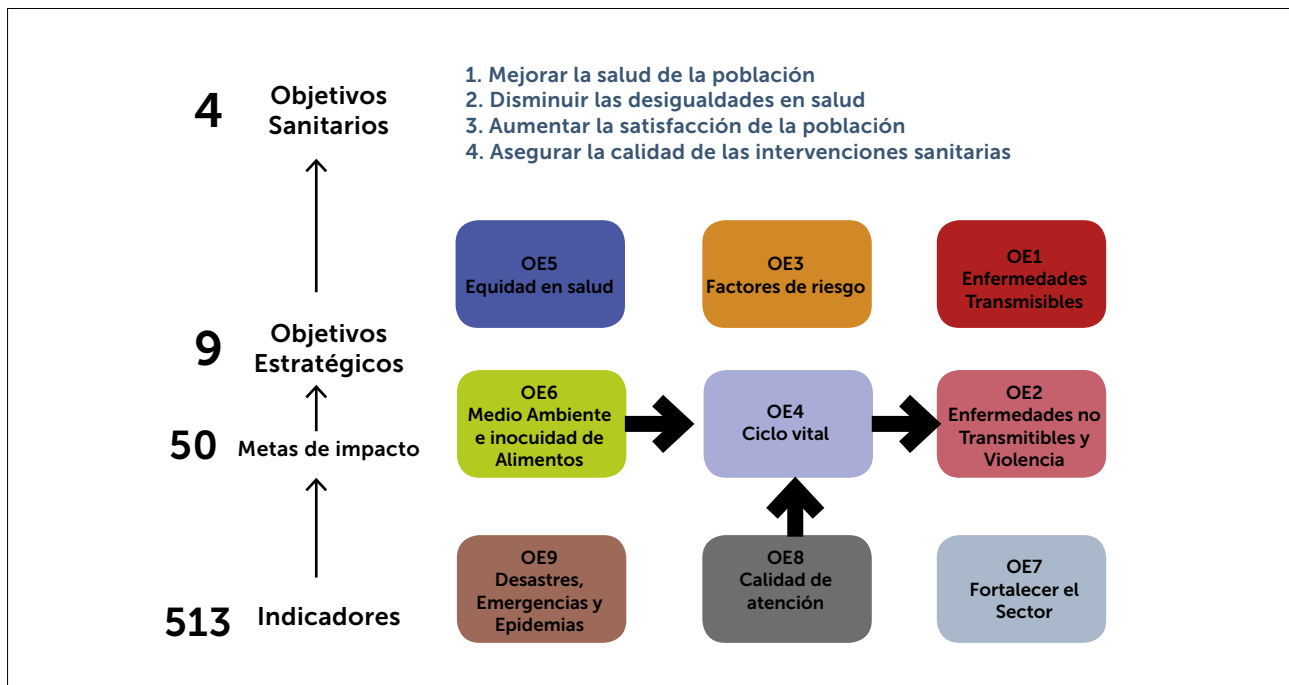 4
Objetivos
Sanitarios
1. Mejorar la salud de la población
2. Disminuir las desigualdades en salud
3. Aumentar la satisfacción de la población
4. Asegurar la calidad de las intervenciones sanitarias
9
Objetivos
Estratégicos
50
Metas de impacto
513
Indicadores
OE5
Equidad en salud
OE3
Factores de riesgo
OE1
Enfermedades
Transmisibles
OE6
Medio Ambiente
e inocuidad de
Alimentos
OE4
Ciclo vital
OE2
Enfermedades no
Transmitibles y
Violencia
OE9
Desastres,
Emergencias y
Epidemias
OE8
Calidad de
atención
OE7
Fortalecer el
Sector